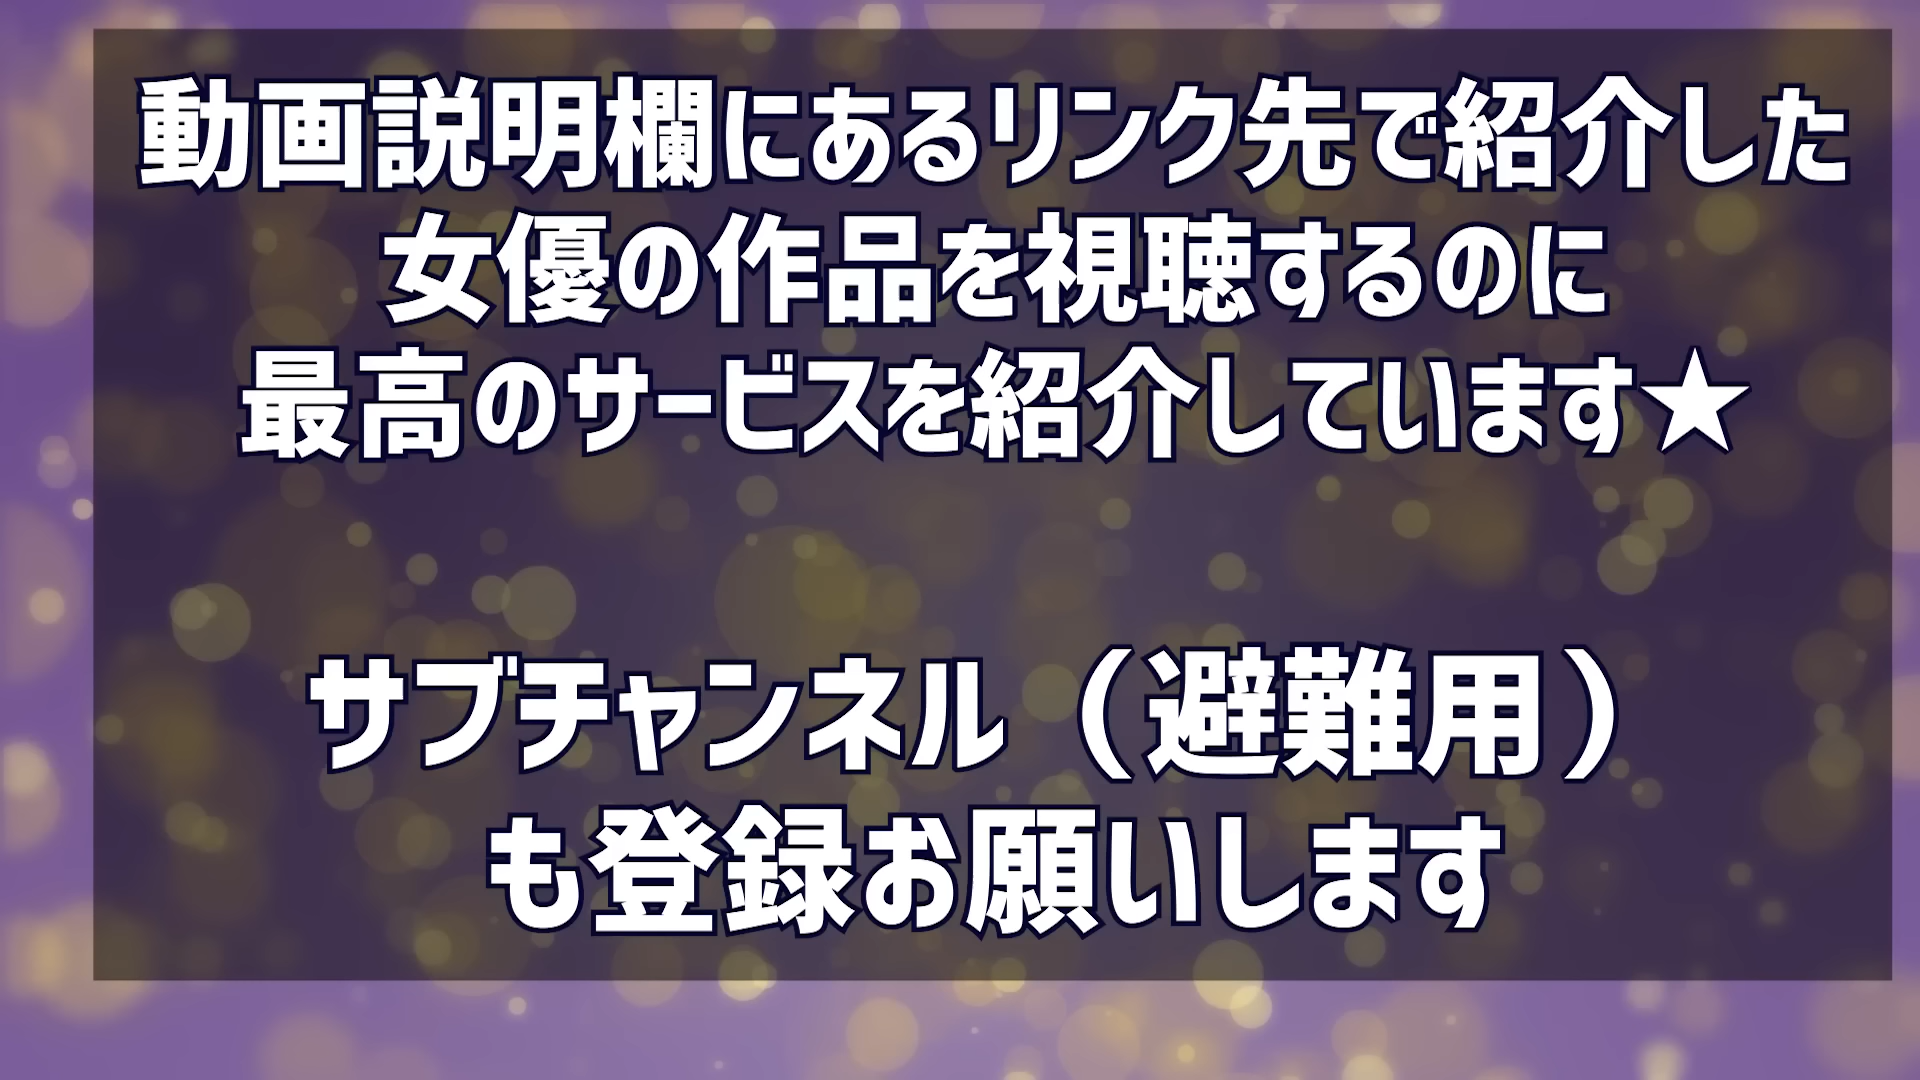 動画説明欄にあるリンク先で紹介した
女優の作品を視聴するのに
最高のサービスを紹介しています★
サブチャンネル（避難用）
も登録お願いします